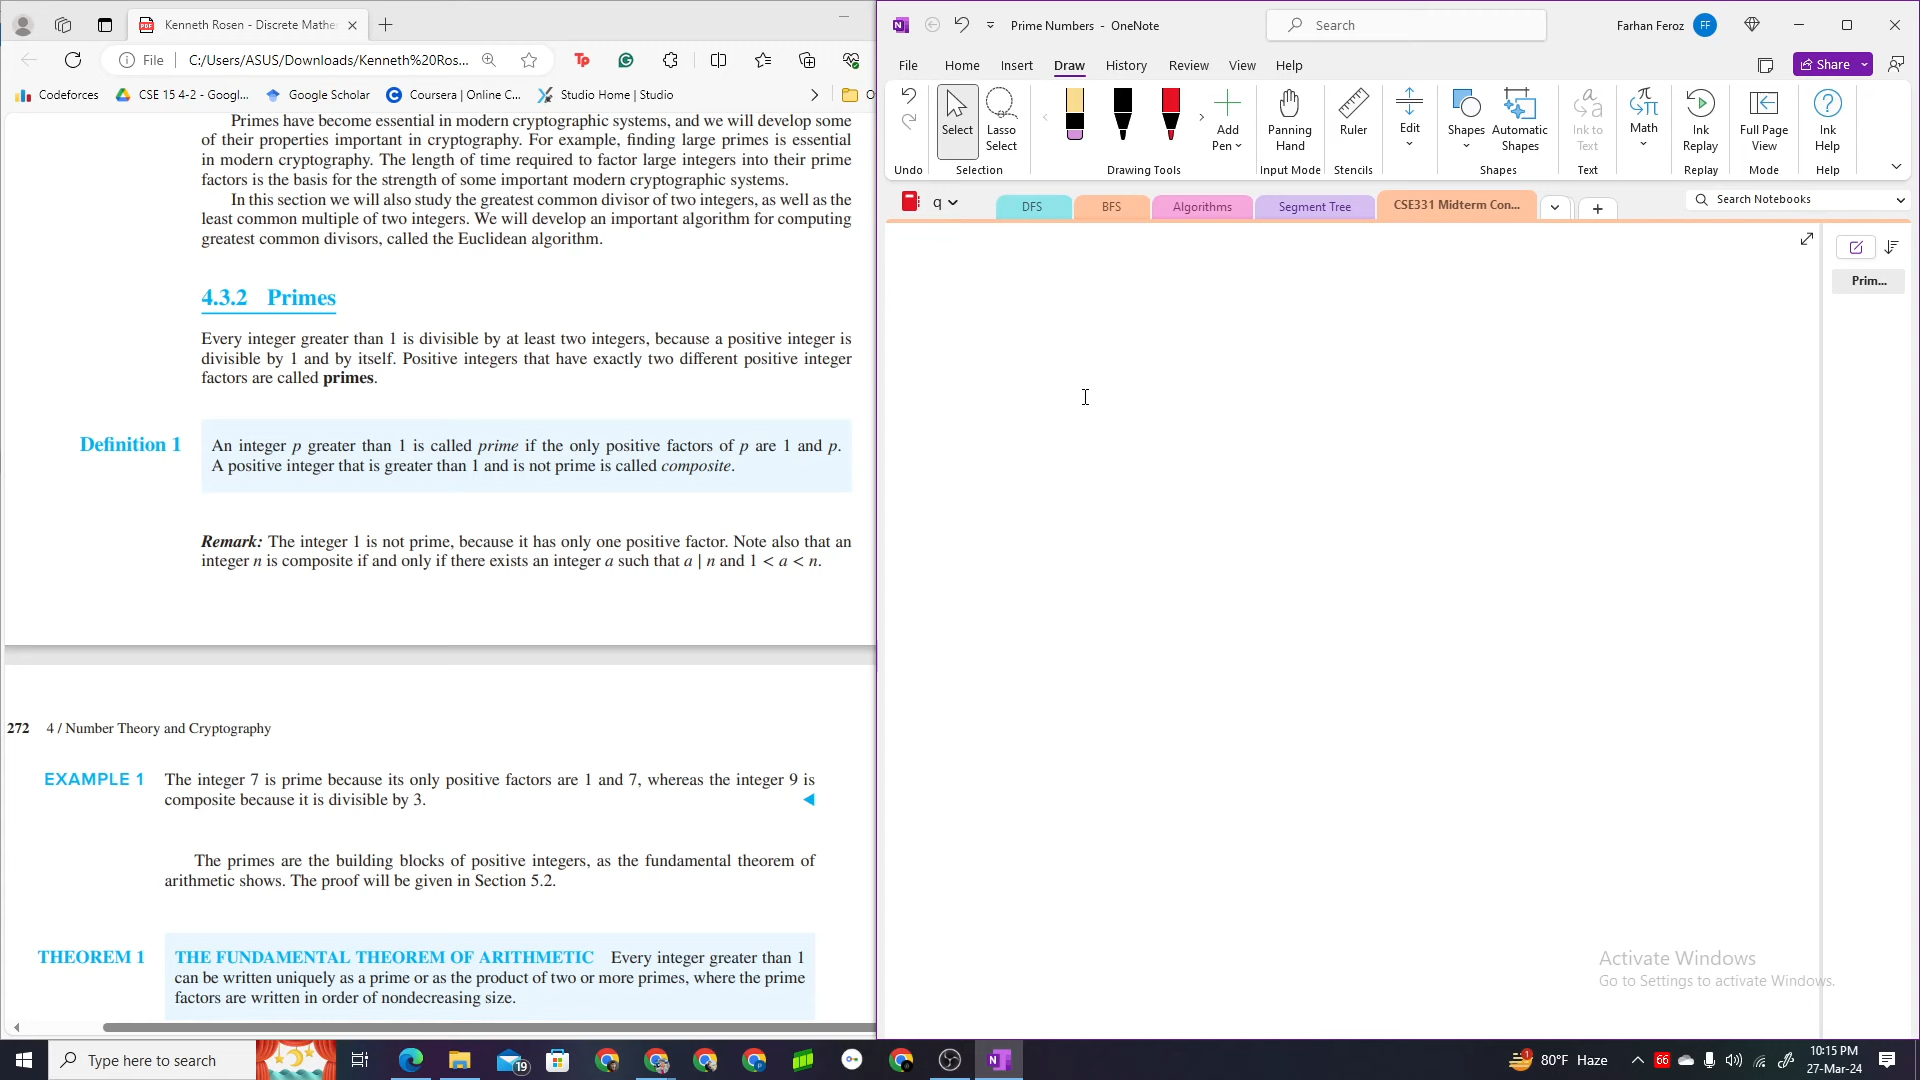 Kenneth Rosen - Discrete Mathe
File
C:/Users/ASUS/Downloads/Kenneth%20Ros...
Codeforces
CSE 15 4-2 - Googl...
Google Scholar
Coursera | Online C...
Studio Home | Studio
Primes have become essential in modern cryptographic systems, and we will develop some
of their properties important in cryptography. For example, finding large primes is essential
in modern cryptography. The length of time required to factor large integers into their prime
factors is the basis for the strength of some important modern cryptographic systems.
In this section we will also study the greatest common divisor of two integers, as well as the
least common multiple of two integers. We will develop an important algorithm for computing
greatest common divisors, called the Euclidean algorithm.
4.3.2 Primes
Every integer greater than 1 is divisible by at least two integers, because a positive integer is
divisible by 1 and by itself. Positive integers that have exactly two different positive integer
factors are called primes.
Definition 1
An integer p greater than 1 is called prime if the only positive factors of p are 1 and p.
A positive integer that is greater than 1 and is not prime is called composite.
Remark: The integer 1 is not prime, because it has only one positive factor. Note also that an
integer n is composite if and only if there exists an integer a such that a | n and 1 < a < n.
272 4 / Number Theory and Cryptography
EXAMPLE 1
The integer 7 is prime because its only positive factors are 1 and 7, whereas the integer 9 is
composite because it is divisible by 3.
The primes are the building blocks of positive integers, as the fundamental theorem of
arithmetic shows. The proof will be given in Section 5.2.
THEOREM 1
THE FUNDAMENTAL THEOREM OF ARITHMETIC Every integer greater than 1
can be written uniquely as a prime or as the product of two or more primes, where the prime
factors are written in order of nondecreasing size.
Prime Numbers - OneNote
Search
Farhan Feroz
FF
File
Home
Insert
Draw
History
Review
View
Help
Share
Select
Lasso
Select
Add
Pen
Panning
Hand
Ruler
Edit
Shapes
Automatic
Shapes
Ink to
Text
Math
Ink
Replay
Full Page
View
Ink
Help
Undo
Selection
Drawing Tools
Input Mode
Stencils
Shapes
Text
Replay
Mode
Help
q
DFS
BFS
Algorithms
Segment Tree
CSE331 Midterm Con...
Search Notebooks
Prim...
Activate Windows
Go to Settings to activate Windows.
Type here to search
19
80°F Haze
66
10:15 PM
27-Mar-24